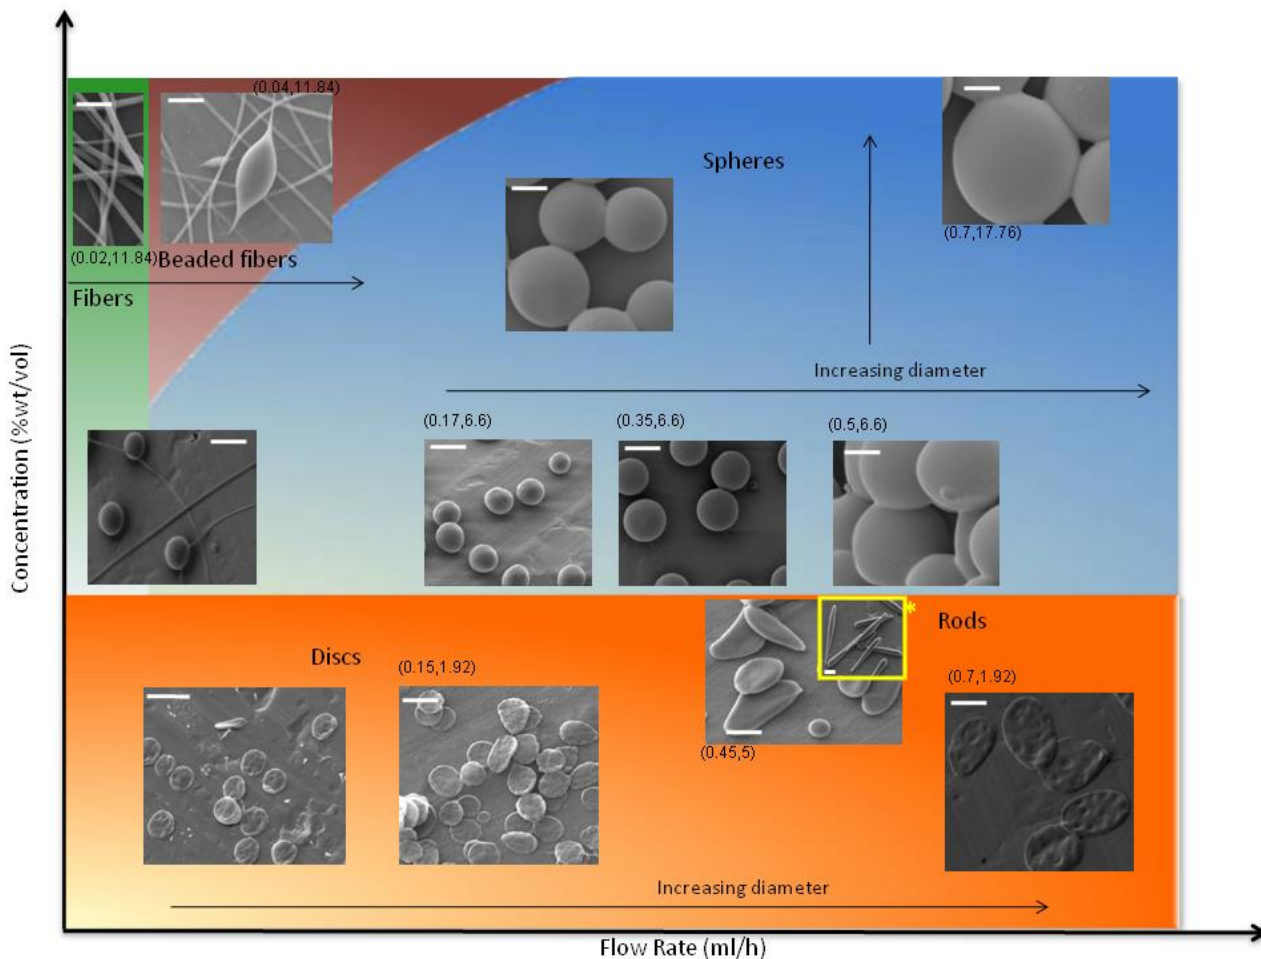 (0.04,11.84)
Spheres
(0.7,17.76)
(0.02,11.84)
Beaded fibers
Fibers
Increasing diameter
Concentration (%wt/vol)
(0.17,6.6)
(0.35,6.6)
(0.5,6.6)
*
Rods
Discs
(0.15,1.92)
(0.7,1.92)
(0.45,5)
Increasing diameter
Flow Rate (ml/h)